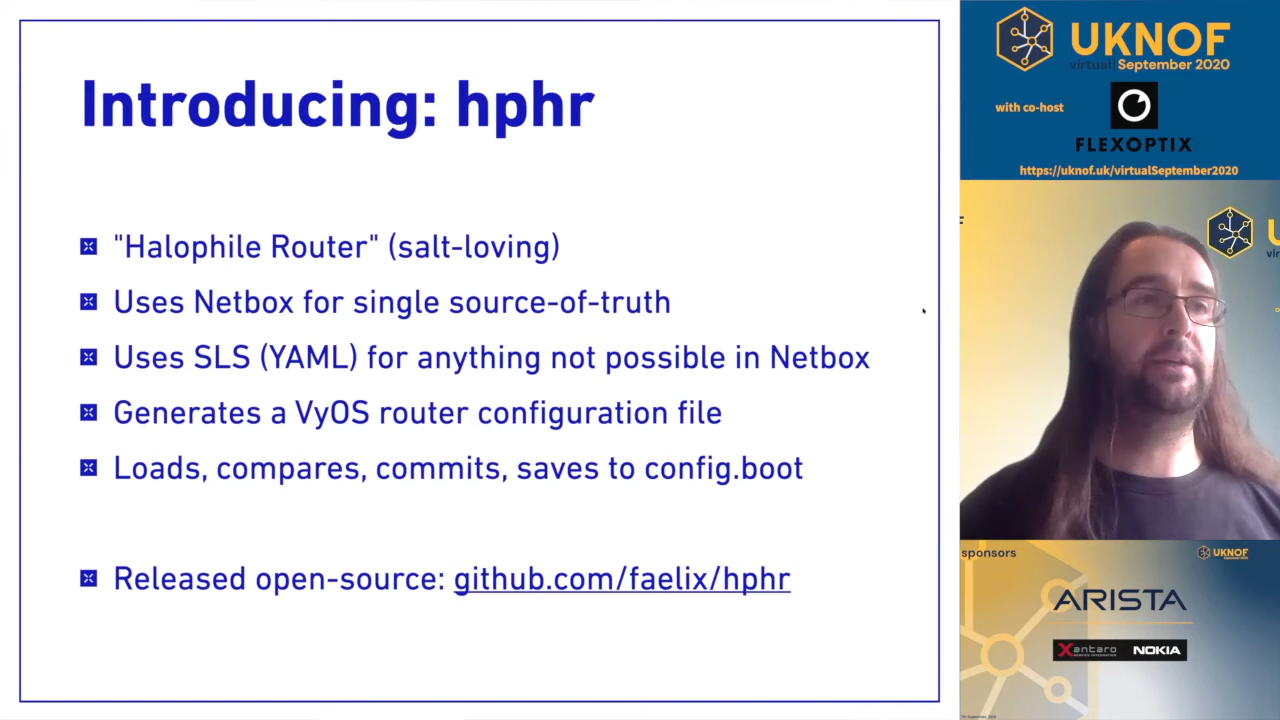 Introducing: hphr
"Halophile Router" (salt-loving)
Uses Netbox for single source-of-truth
Uses SLS (YAML) for anything not possible in Netbox
Generates a VyOS router configuration file
Loads, compares, commits, saves to config.boot
Released open-source: github.com/faelix/hphr
UKNOF
virtual September 2020
with co-host
FLEXOPTIX
https://uknof.uk/virtualSeptember2020
sponsors
UKNOF
ARISTA
Xantaro
SERVICE INTEGRATION
NOKIA